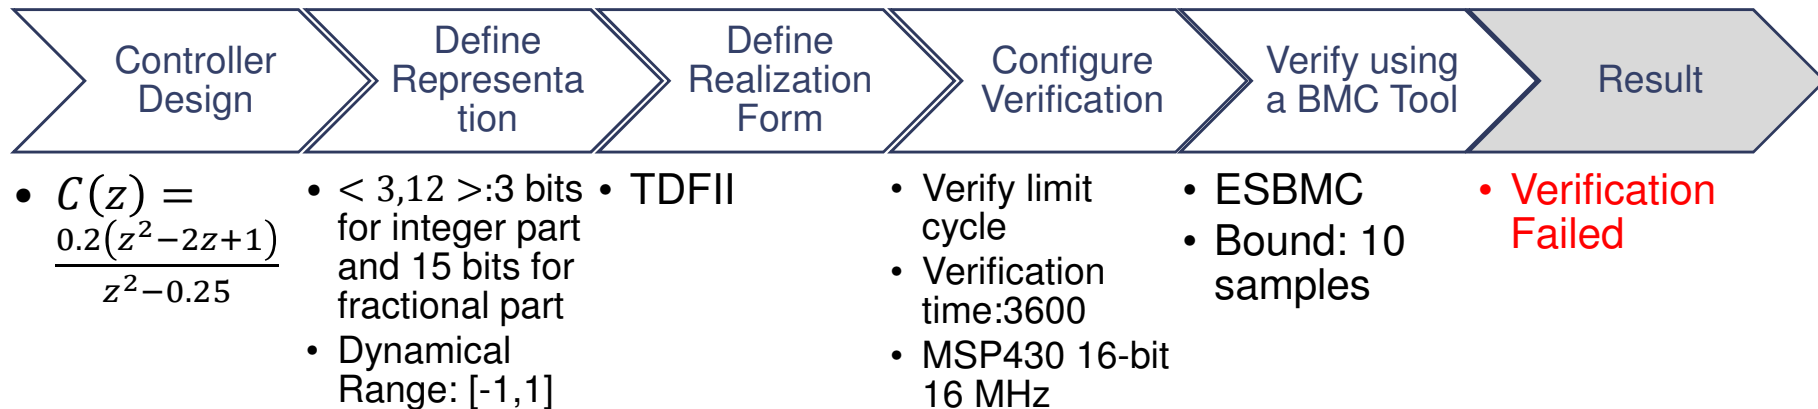 Controller
Design
Define
Representa
tion
Define
Realization
Form
Configure
Verification
Verify using
a BMC Tool
Result
• C(z) =
0.2(z²−2z+1)
z²−0.25
• < 3,12 >:3 bits
for integer part
and 15 bits for
fractional part
• Dynamical
Range: [-1,1]
• TDFII
• Verify limit
cycle
• Verification
time:3600
• MSP430 16-bit
16 MHz
• ESBMC
• Bound: 10
samples
• Verification
Failed